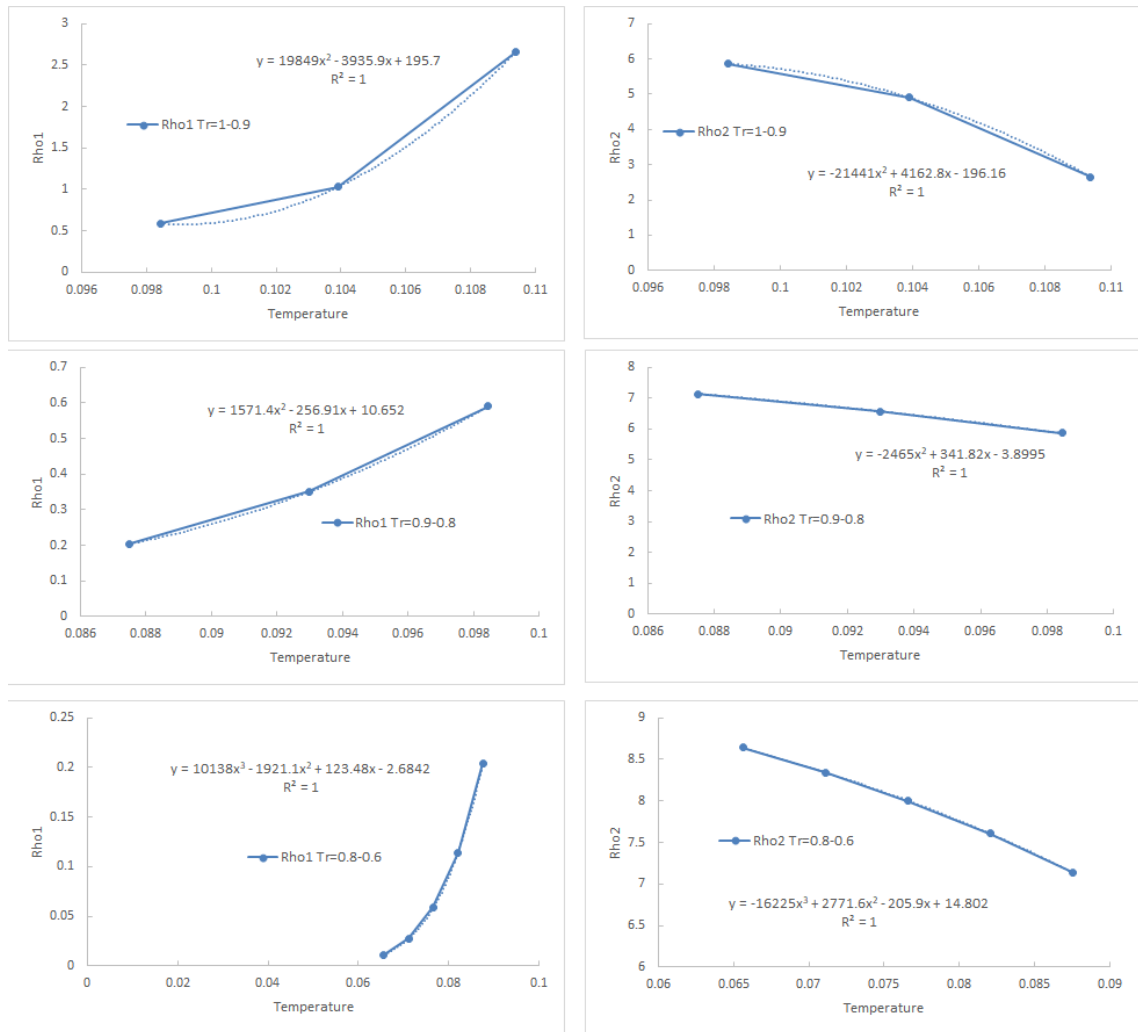 3
2.5
2
1.5
1
0.5
0
Rho1
y = 19849x² - 3935.9x + 195.7
R² = 1
Rho1 Tr=1-0.9
0.096 0.098 0.1 0.102 0.104 0.106 0.108 0.11
Temperature
7
6
5
4
3
2
1
0
Rho2
Rho2 Tr=1-0.9
y = -21441x² + 4162.8x - 196.16
R² = 1
0.096 0.098 0.1 0.102 0.104 0.106 0.108 0.11
Temperature
0.7
0.6
0.5
0.4
0.3
0.2
0.1
0
Rho1
y = 1571.4x² - 256.91x + 10.652
R² = 1
Rho1 Tr=0.9-0.8
0.086 0.088 0.09 0.092 0.094 0.096 0.098 0.1
Temperature
8
7
6
5
4
3
2
1
0
Rho2
y = -2465x² + 341.82x - 3.8995
R² = 1
Rho2 Tr=0.9-0.8
0.086 0.088 0.09 0.092 0.094 0.096 0.098 0.1
Temperature
0.25
0.2
0.15
0.1
0.05
0
Rho1
y = 10138x³ - 1921.1x² + 123.48x - 2.6842
R² = 1
Rho1 Tr=0.8-0.6
0 0.02 0.04 0.06 0.08 0.1
Temperature
9
8.5
8
7.5
7
6.5
6
Rho2
Rho2 Tr=0.8-0.6
y = -16225x³ + 2771.6x² - 205.9x + 14.802
R² = 1
0.06 0.065 0.07 0.075 0.08 0.085 0.09
Temperature